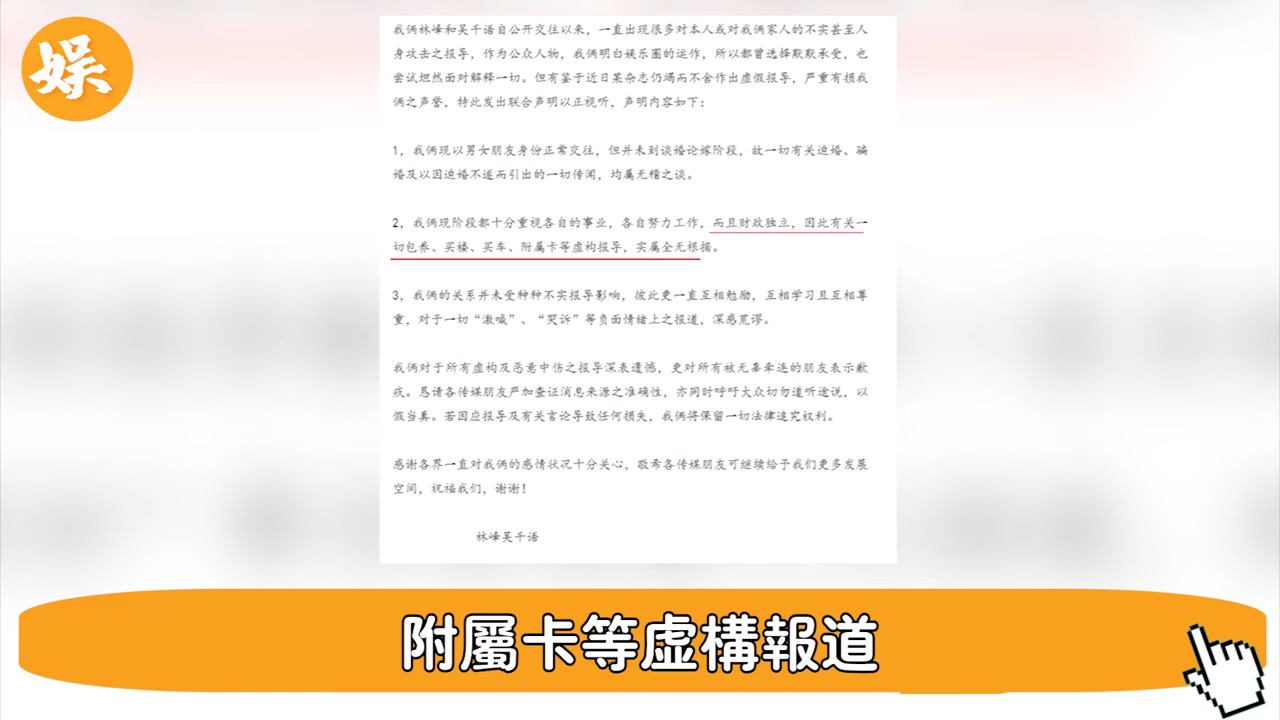 娱
我俩林峰和吴千语自公开交往以来，一直出现很多对本人或对我俩家人的不实甚至人
身攻击之报导，作为公众人物，我俩明白娱乐圈的运作，所以都曾选择默默承受，也
尝试坦然面对解释一切。但有鉴于近日某杂志仍竭而不舍作出虚假报导，严重有损我
俩之声誉，特此发出联合声明以正视听，声明内容如下：
1，我俩现以男女朋友身份正常交往，但并未到谈婚论嫁阶段，故一切有关逼婚、骗
婚及以因逼婚不遂而引出的一切传闻，均属无稽之谈。
2，我俩现阶段都十分重视各自的事业，各自努力工作，而且财政独立，因此有关一
切包养、买楼、买车、附属卡等虚构报导，实属全无根据。
3，我俩的关系并未受种种不实报导影响，彼此更一直互相勉励，互相学习且互相尊
重，对于一切“激喊”、“哭诉”等负面情绪上之报道，深感荒谬。
我俩对于所有虚构及恶意中伤之报导深表遗憾，更对所有被无辜牵连的朋友表示歉
疚。恳请各传媒朋友严加查证消息来源之准确性，亦同时呼吁大众切勿道听途说，以
假当真。若因应报导及有关言论导致任何损失，我俩将保留一切法律追究权利。
感谢各界一直对我俩的感情状况十分关心，敬希各传媒朋友可继续给予我们更多发展
空间，祝福我们，谢谢！
林峰吴千语
附屬卡等虛構報道